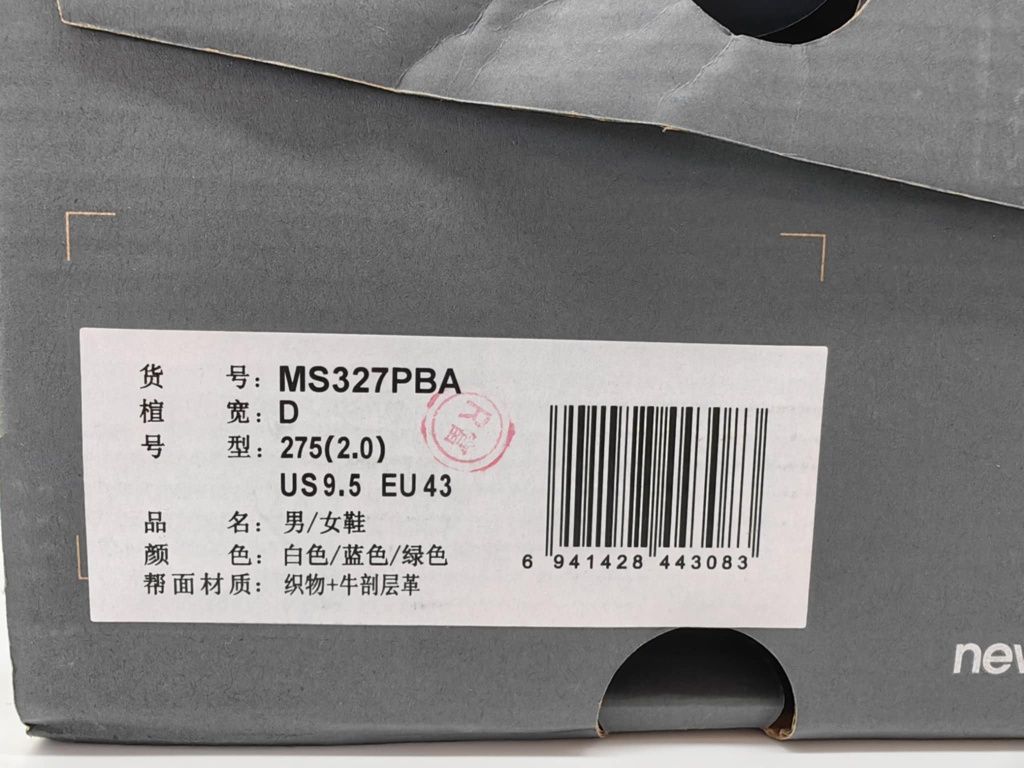 货 号: MS327PBA
楦 宽: D
号 型: 275(2.0)
US9.5 EU43
品 名: 男/女鞋
颜 色: 白色/蓝色/绿色
帮面材质: 织物+牛剖层革
6 941428 443083
new